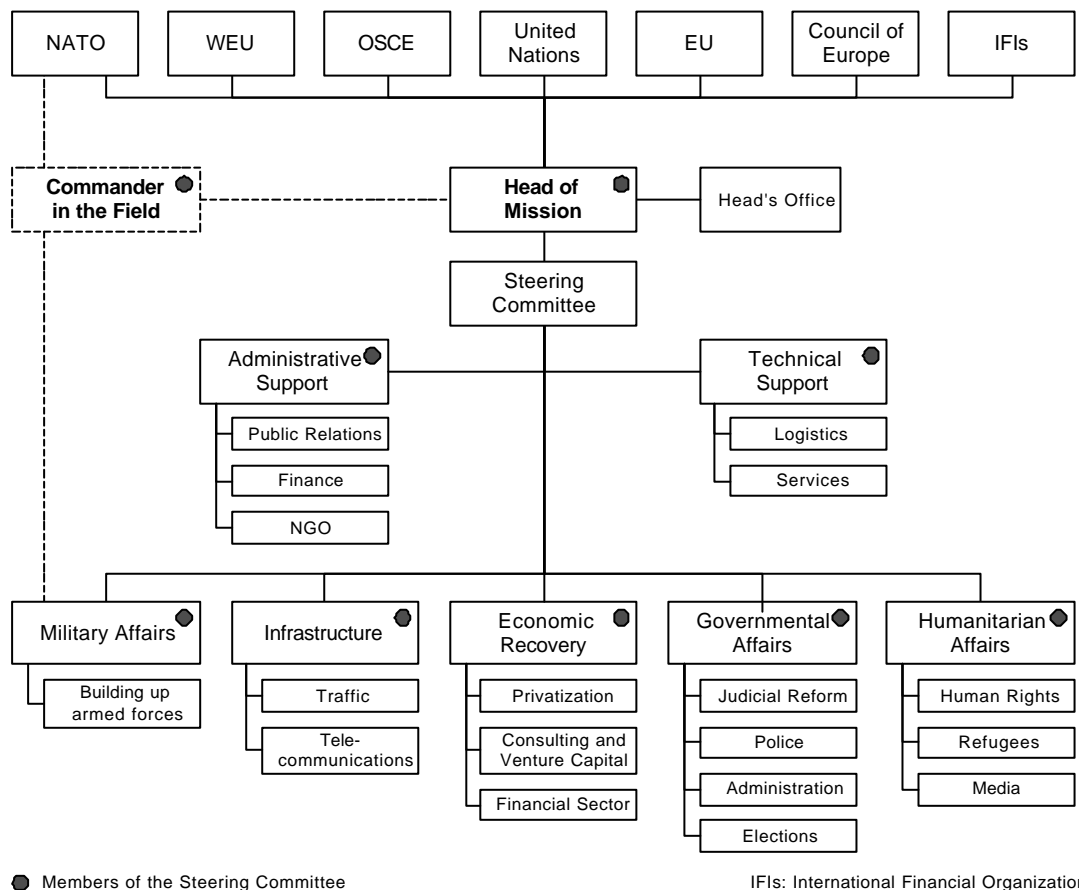 NATO
WEU
OSCE
United
Nations
EU
Council of
Europe
IFIs
Commander
in the Field
Head of
Mission
Head's Office
Steering
Committee
Administrative
Support
Technical
Support
Public Relations
Logistics
Finance
Services
NGO
Military Affairs
Infrastructure
Economic
Recovery
Governmental
Affairs
Humanitarian
Affairs
Building up
armed forces
Traffic
Tele-
communications
Privatization
Consulting and
Venture Capital
Financial Sector
Judicial Reform
Police
Administration
Elections
Human Rights
Refugees
Media
Members of the Steering Committee
IFIs: International Financial Organization